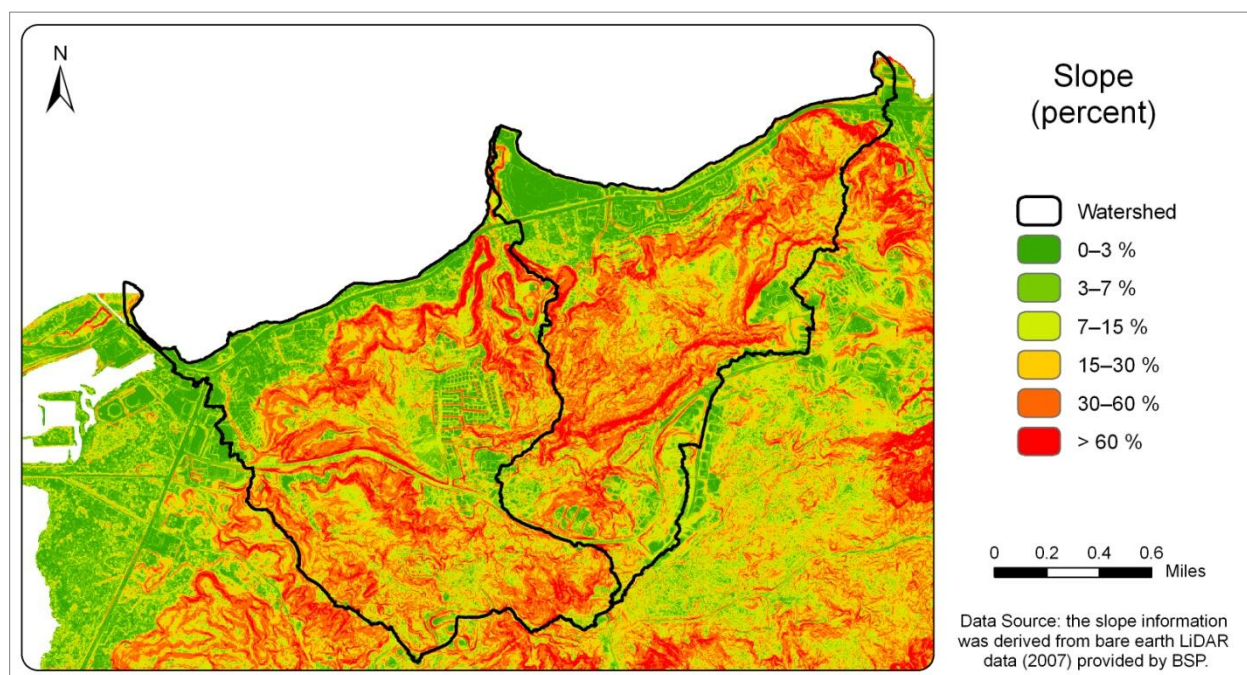 N
Slope
(percent)
Watershed
0–3 %
3–7 %
7–15 %
15–30 %
30–60 %
> 60 %
0 0.2 0.4 0.6
Miles
Data Source: the slope information
was derived from bare earth LiDAR
data (2007) provided by BSP.